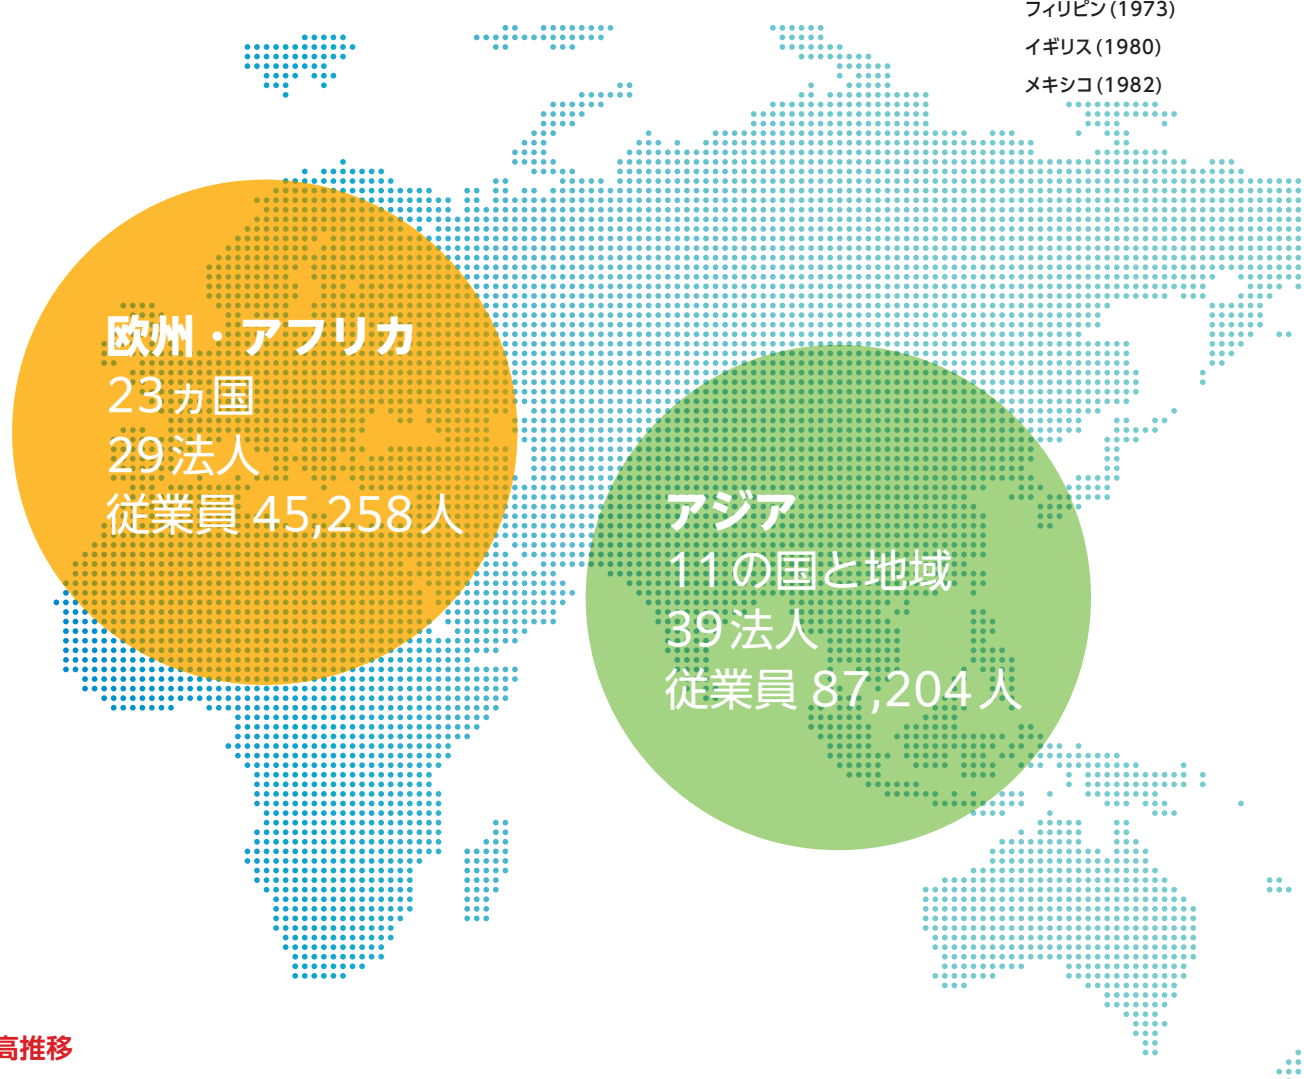 フィリピン(1973)
イギリス(1980)
メキシコ(1982)
欧州・アフリカ
23ヵ国
29法人
従業員 45,258人
アジア
11の国と地域
39法人
従業員 87,204人
高推移